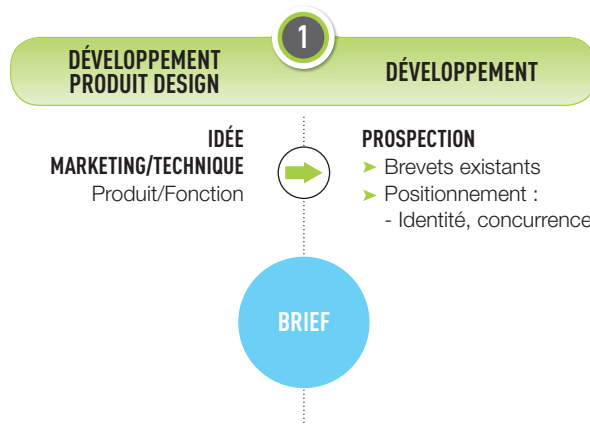 1
DÉVELOPPEMENT
PRODUIT DESIGN
DÉVELOPPEMENT
IDÉE
MARKETING/TECHNIQUE
Produit/Fonction
PROSPECTION
➤ Brevets existants
➤ Positionnement :
- Identité, concurrence
BRIEF